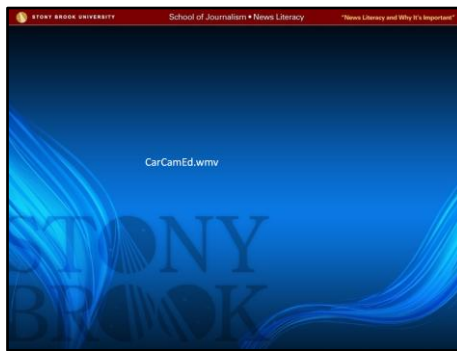 STONY BROOK UNIVERSITY School of Journalism • News Literacy "News Literacy and Why It's Important"
CarCamEd.wmv
STONY
BROOK